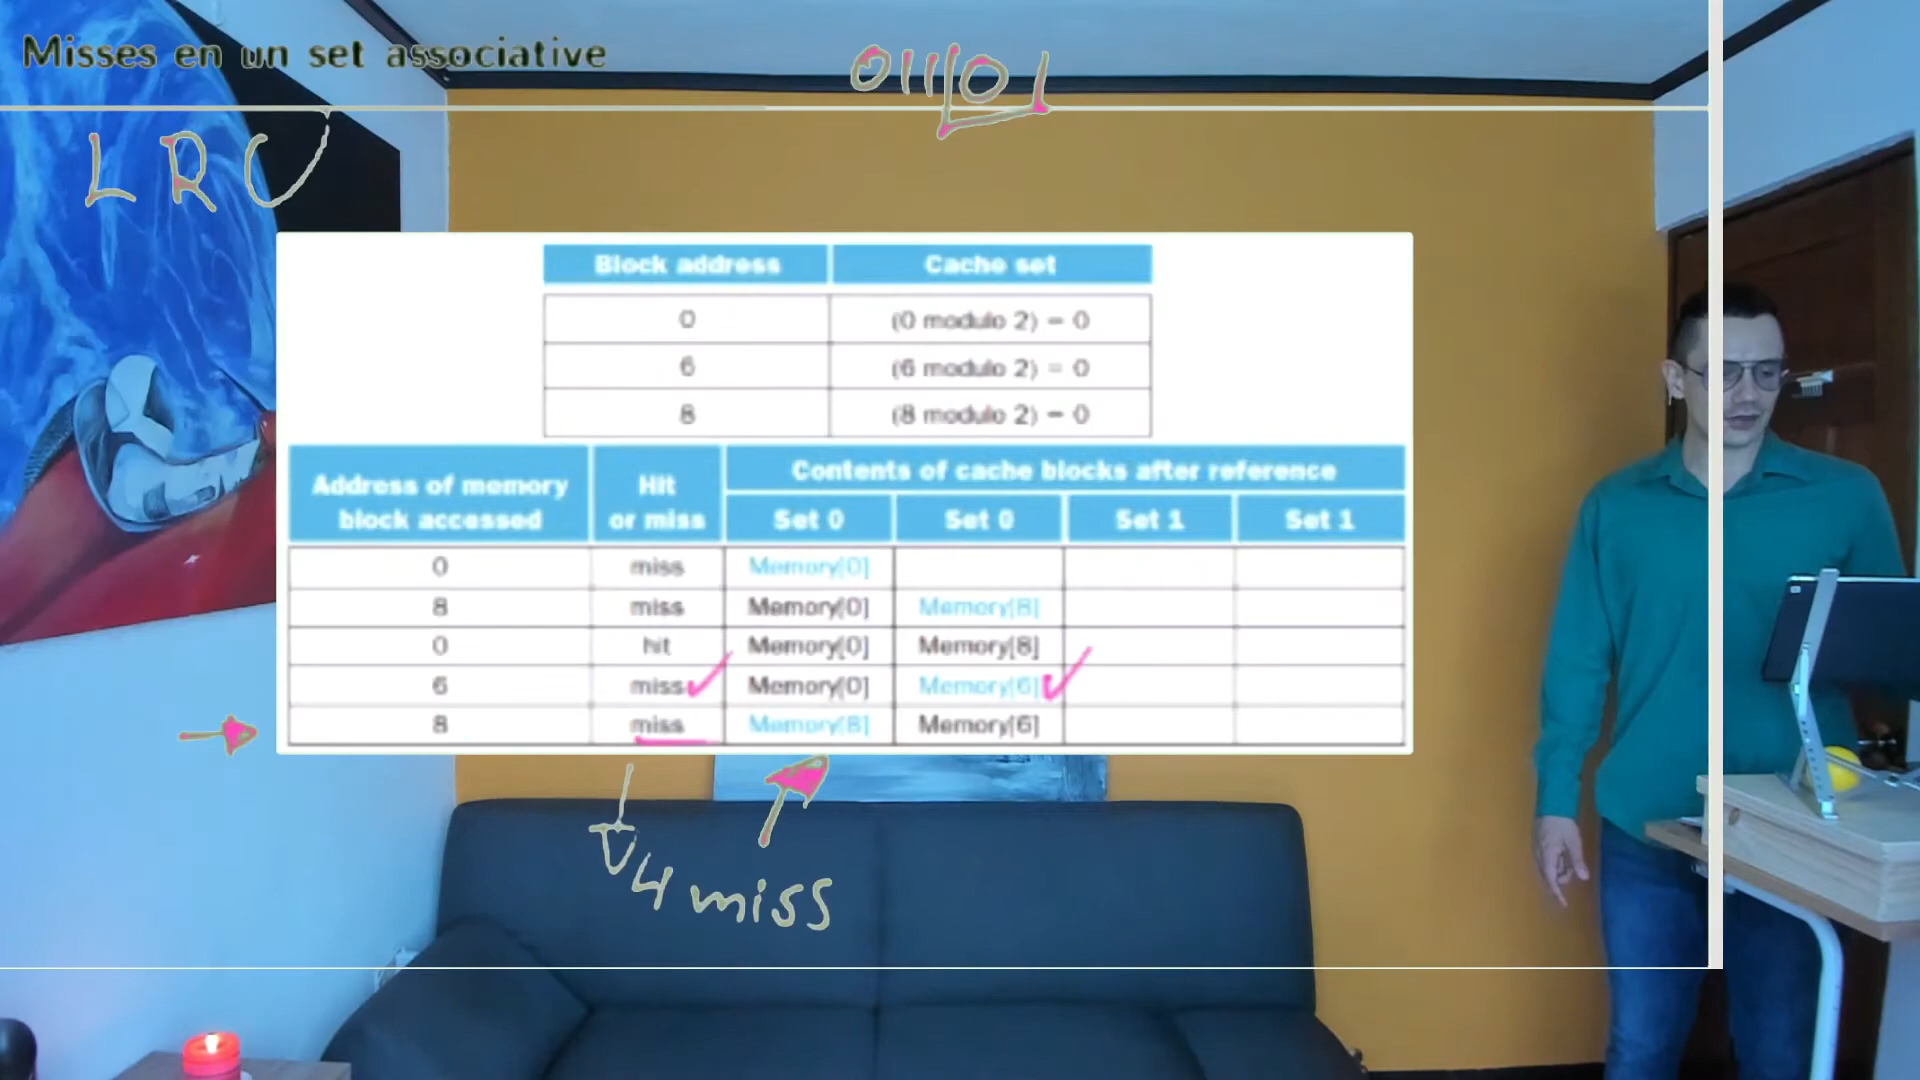 Misses en un set associative
011101
LRU
Block address Cache set
0 (0 modulo 2) = 0
6 (6 modulo 2) = 0
8 (8 modulo 2) = 0
Address of memory block accessed Hit or miss Contents of cache blocks after reference
Set 0 Set 0 Set 1 Set 1
0 miss Memory[0]
8 miss Memory[0] Memory[8]
0 hit Memory[0] Memory[8]
6 miss Memory[0] Memory[6]
8 miss Memory[8] Memory[6]
4 miss